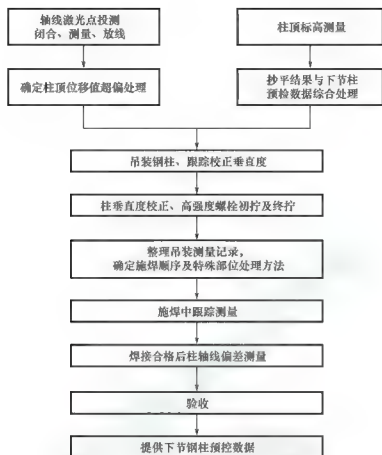 轴线激光点投测
闭合、测量、放线
柱顶标高测量
确定柱顶位移值超偏处理
抄平结果与下节柱
预检数据综合处理
吊装钢柱、跟踪校正垂直度
柱垂直度校正、高强度螺栓初拧及终拧
整理吊装测量记录，
确定施焊顺序及特殊部位处理方法
施焊中跟踪测量
焊接合格后柱轴线偏差测量
验收
提供下节钢柱预控数据